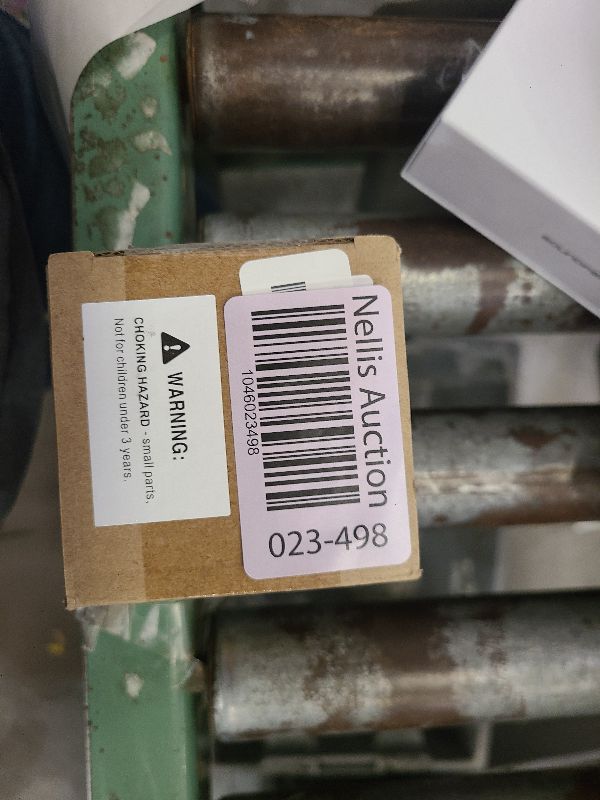 Nellis Auction
1046023498
023-498
WARNING:
CHOKING HAZARD - small parts.
Not for children under 3 years.